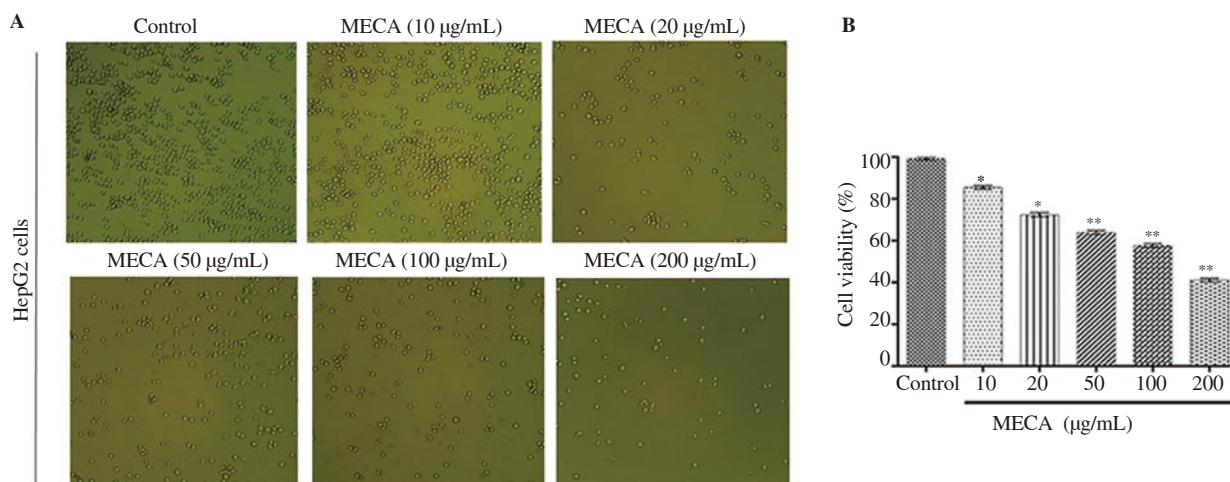 A
Control
MECA (10 μg/mL)
MECA (20 μg/mL)
MECA (50 μg/mL)
MECA (100 μg/mL)
MECA (200 μg/mL)
HepG2 cells
B
Cell viability (%)
100
80
60
40
20
0
*
*
**
**
**
Control 10 20 50 100 200
MECA (μg/mL)